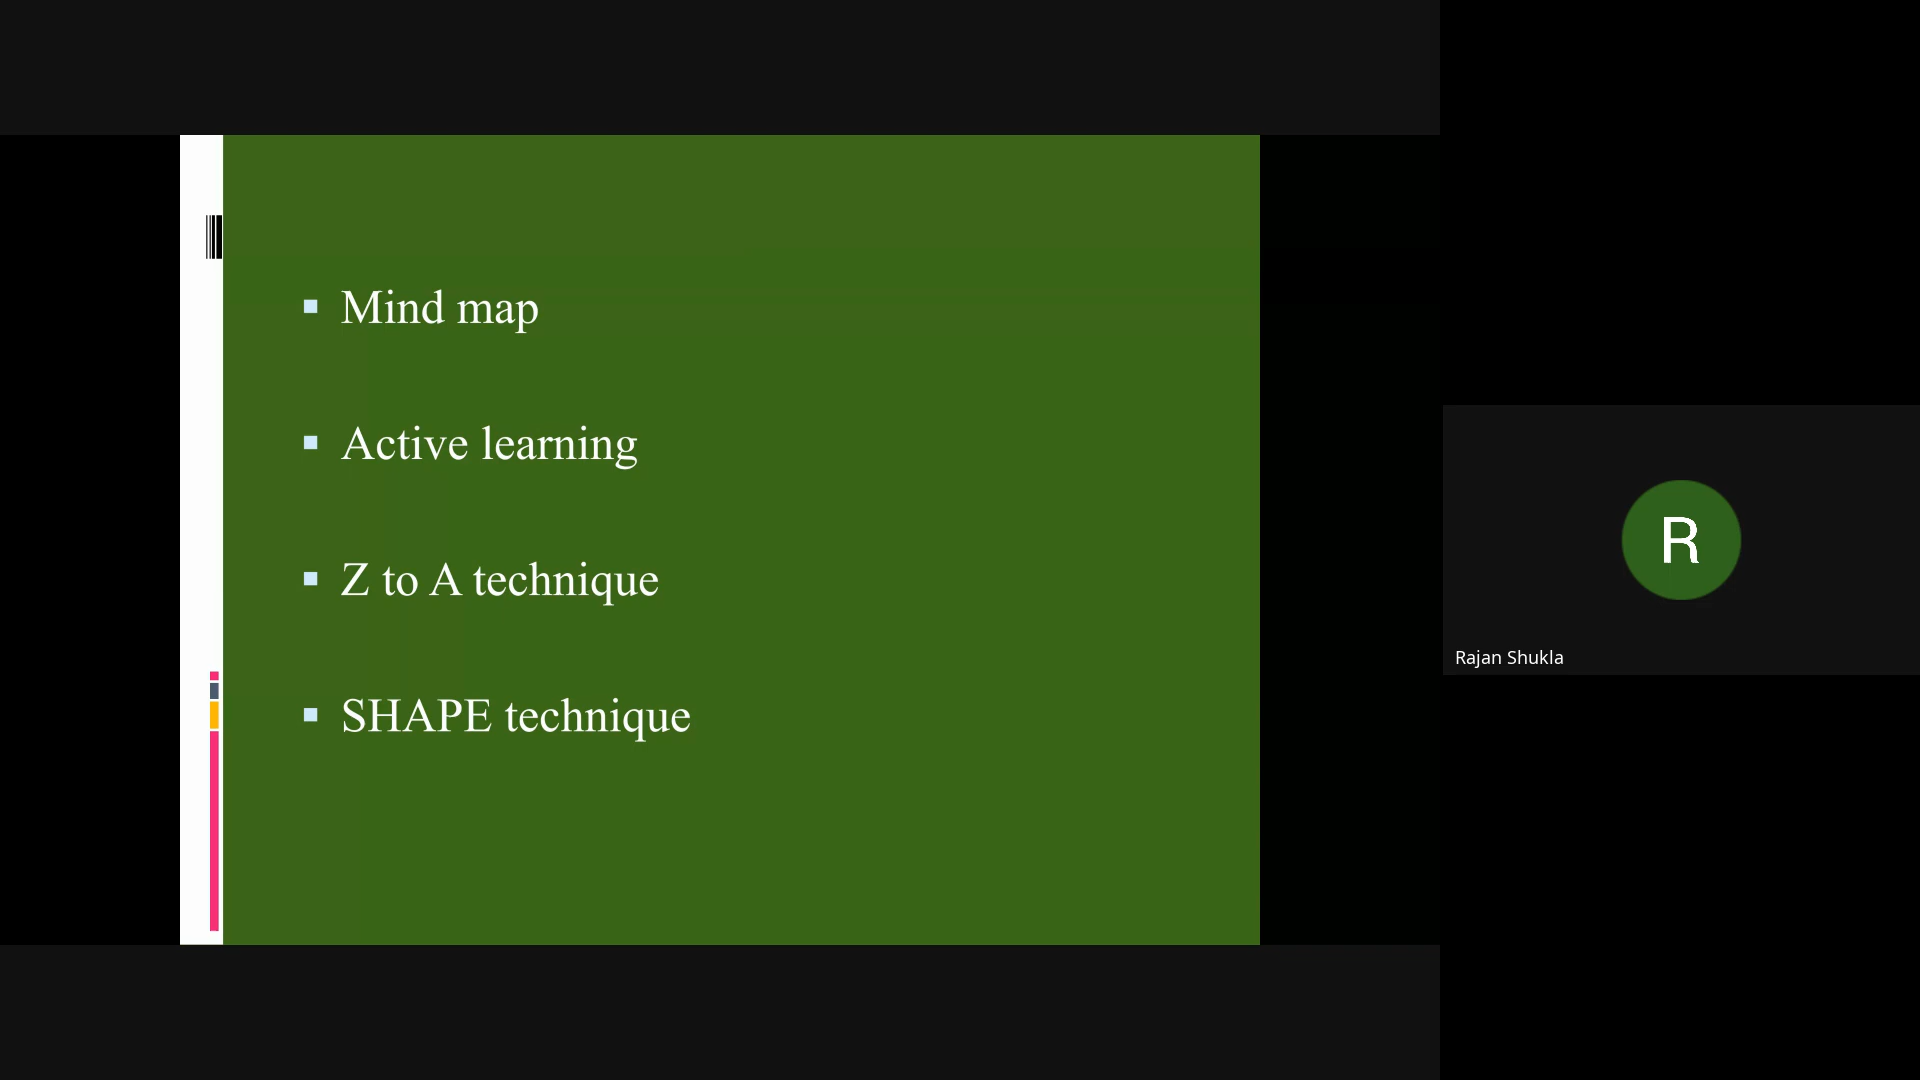 Mind map
Active learning
Z to A technique
SHAPE technique
R
Rajan Shukla